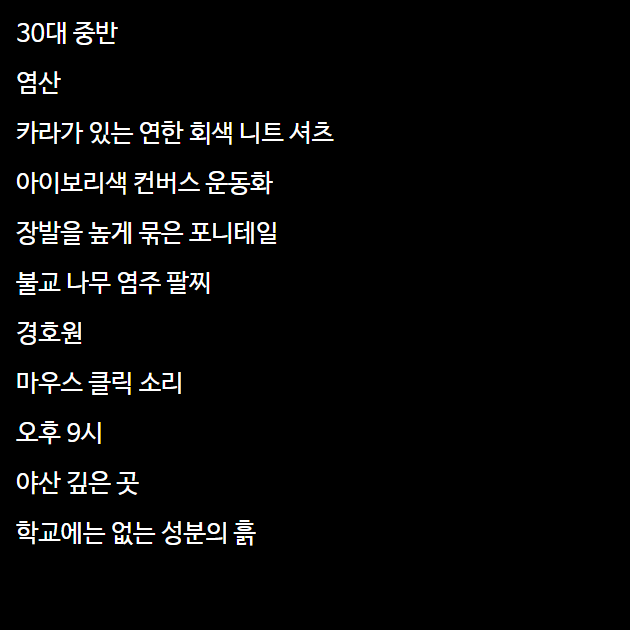 30대 중반
염산
카라가 있는 연한 회색 니트 셔츠
아이보리색 컨버스 운동화
장발을 높게 묶은 포니테일
불교 나무 염주 팔찌
경호원
마우스 클릭 소리
오후 9시
야산 깊은 곳
학교에는 없는 성분의 흙